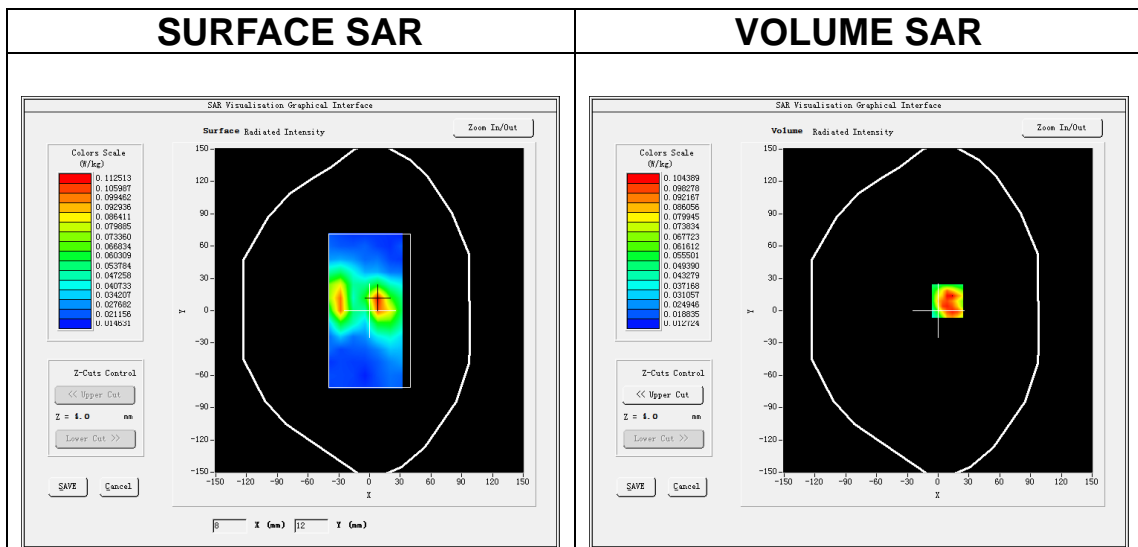 SURFACE SAR
SAR Visualisation Graphical Interface
Surface Radiated Intensity
Zoom In/Out
Colors Scale
(W/kg)
0.112513
0.105987
0.099462
0.092936
0.086411
0.079885
0.073360
0.066834
0.060309
0.053784
0.047258
0.040733
0.034207
0.027682
0.021156
0.014631
150
120
90
60
30
0
-30
-60
-90
-120
-150
Y
-150 -120 -90 -60 -30 0 30 60 90 120 150
X
Z-Cuts Control
<< Upper Cut
Z = 4.0 mm
Lower Cut >>
SAVE Cancel
8 X (mm) 12 Y (mm)
VOLUME SAR
SAR Visualisation Graphical Interface
Volume Radiated Intensity
Zoom In/Out
Colors Scale
(W/kg)
0.104389
0.098278
0.092167
0.086056
0.079945
0.073834
0.067723
0.061612
0.055501
0.049390
0.043279
0.037168
0.031057
0.024946
0.018835
0.012724
150
120
90
60
30
0
-30
-60
-90
-120
-150
Y
-150 -120 -90 -60 -30 0 30 60 90 120 150
X
Z-Cuts Control
<< Upper Cut
Z = 4.0 mm
Lower Cut >>
SAVE Cancel